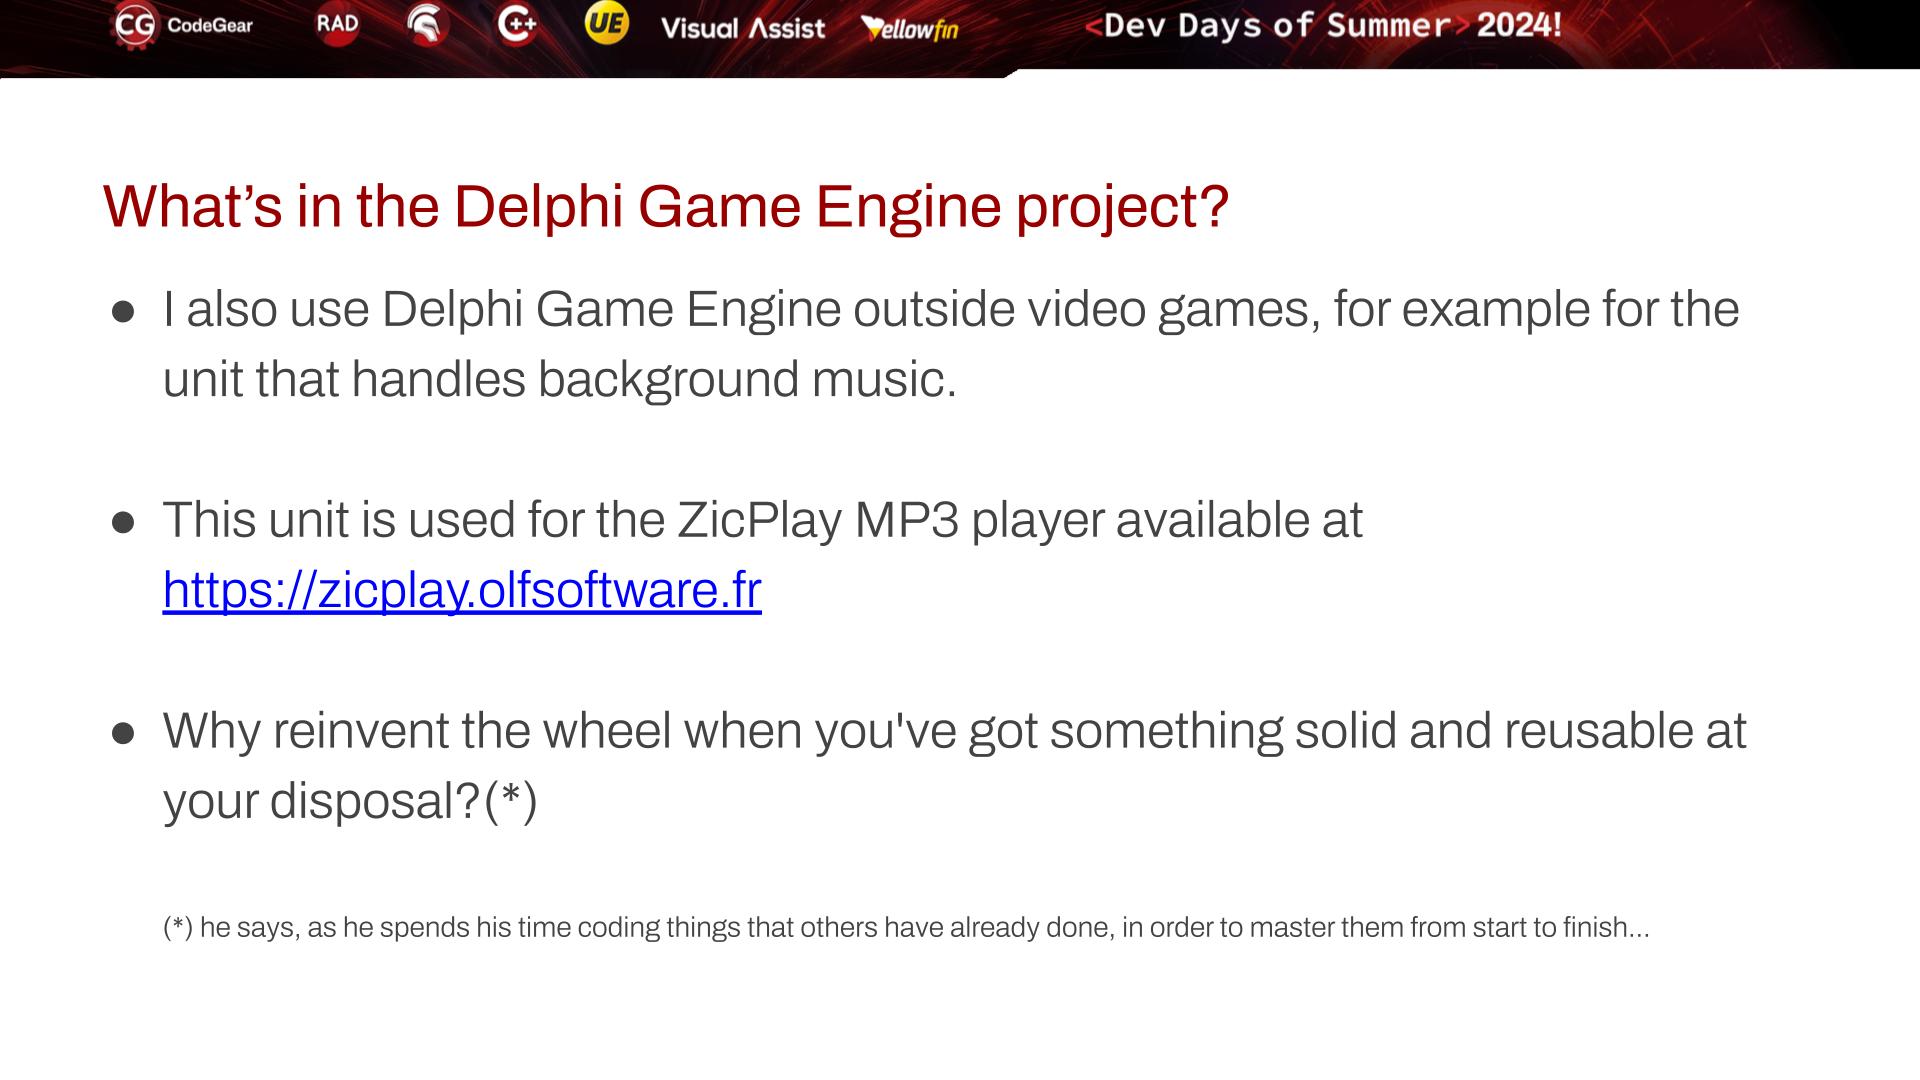 CG CodeGear RAD C++ UE Visual Assist Yellowfin <Dev Days of Summer> 2024!
What’s in the Delphi Game Engine project?
● I also use Delphi Game Engine outside video games, for example for the
unit that handles background music.
● This unit is used for the ZicPlay MP3 player available at
https://zicplay.olfsoftware.fr
● Why reinvent the wheel when you've got something solid and reusable at
your disposal?(*)
(*) he says, as he spends his time coding things that others have already done, in order to master them from start to finish...